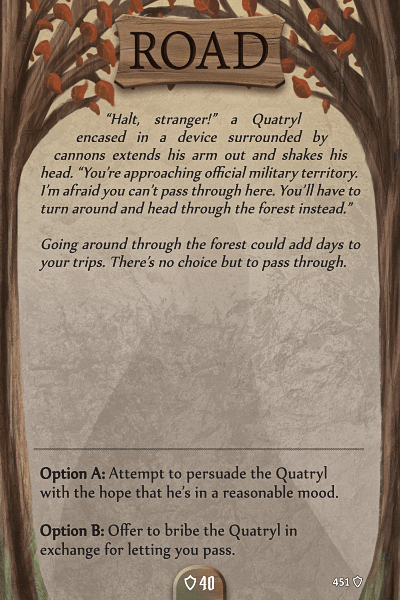 ROAD
“Halt, stranger!” a Quatryl
encased in a device surrounded by
cannons extends his arm out and shakes his
head. “You’re approaching official military territory.
I’m afraid you can’t pass through here. You’ll have to
turn around and head through the forest instead.”
Going around through the forest could add days to
your trips. There’s no choice but to pass through.
Option A: Attempt to persuade the Quatryl
with the hope that he’s in a reasonable mood.
Option B: Offer to bribe the Quatryl in
exchange for letting you pass.
40
451